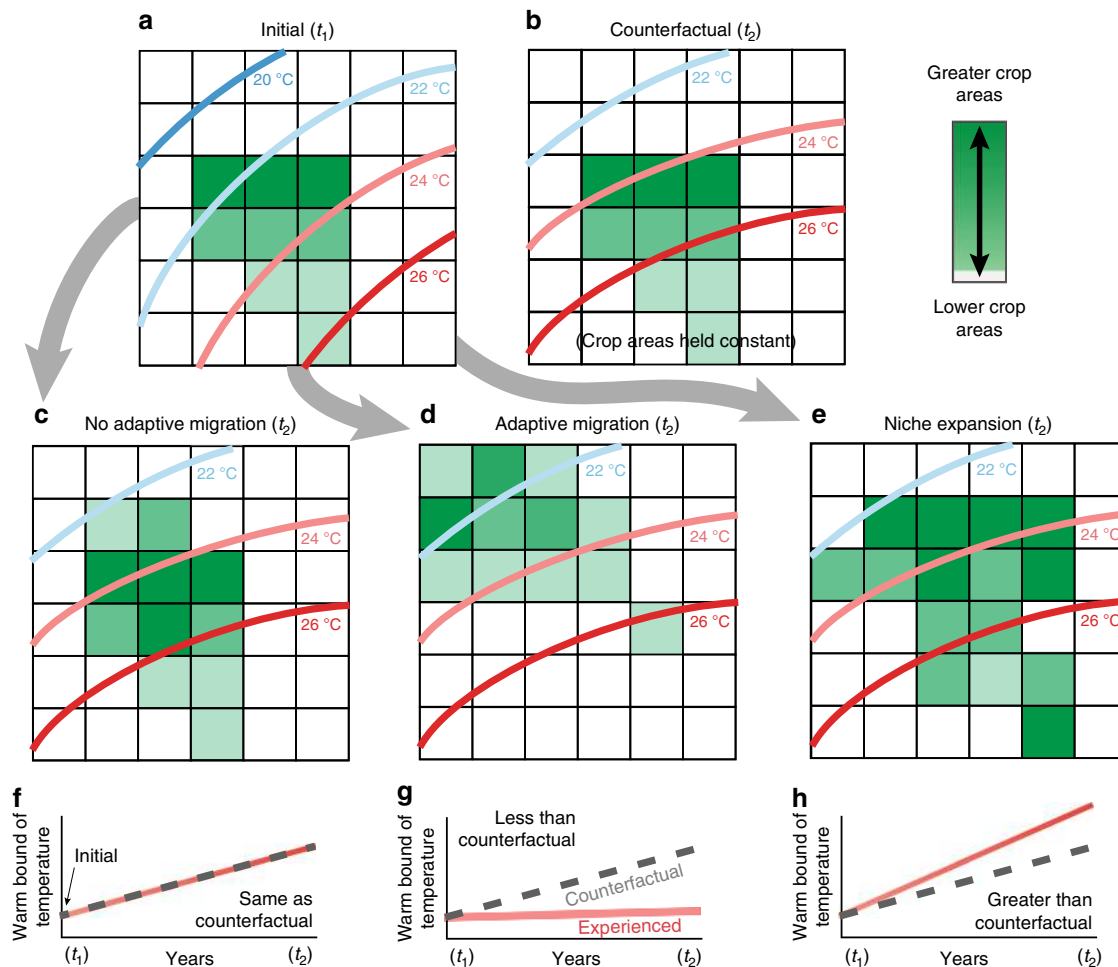 a
Initial (t1)
20 °C
22 °C
24 °C
26 °C
b
Counterfactual (t2)
22 °C
24 °C
26 °C
(Crop areas held constant)
Greater crop
areas
Lower crop
areas
c
No adaptive migration (t2)
22 °C
24 °C
26 °C
d
Adaptive migration (t2)
22 °C
24 °C
26 °C
e
Niche expansion (t2)
22 °C
24 °C
26 °C
f
Warm bound of
temperature
Initial
Same as
counterfactual
(t1)
Years
(t2)
g
Warm bound of
temperature
Less than
counterfactual
Counterfactual
Experienced
(t1)
Years
(t2)
h
Warm bound of
temperature
Greater than
counterfactual
(t1)
Years
(t2)